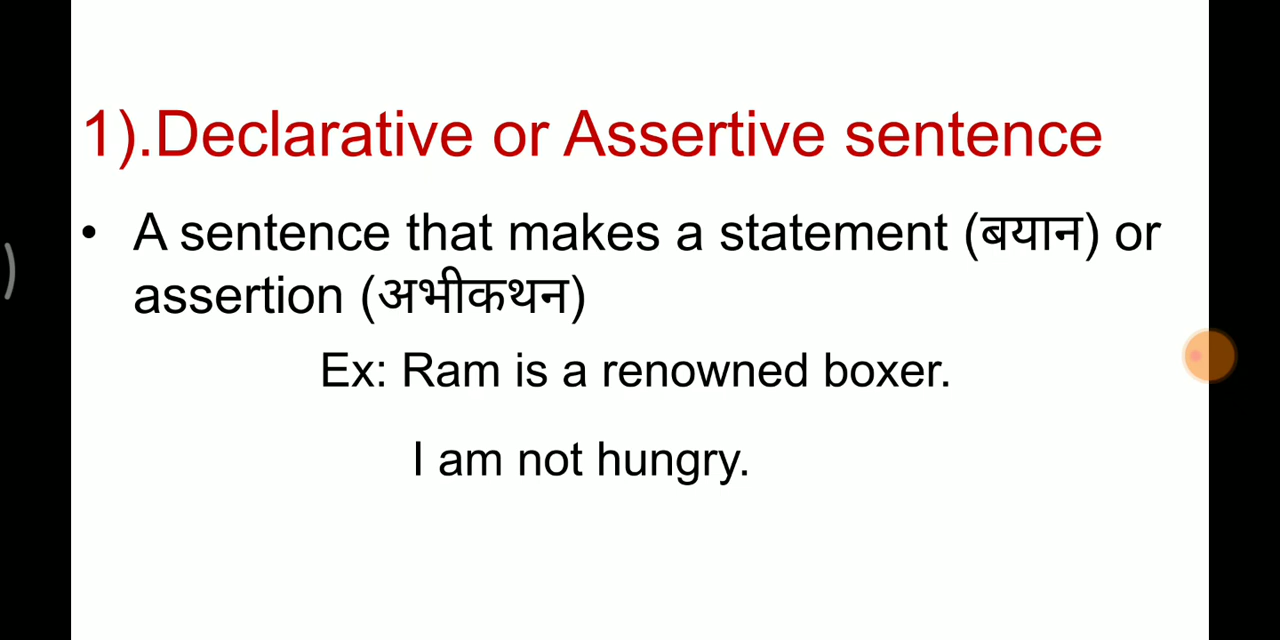 1).Declarative or Assertive sentence
• A sentence that makes a statement (बयान) or
assertion (अभीकथन)
Ex: Ram is a renowned boxer.
I am not hungry.